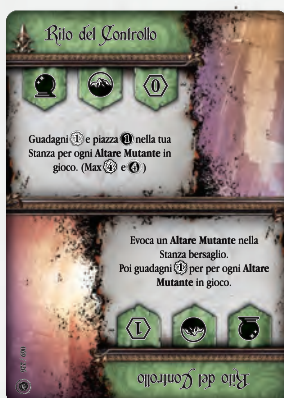 Rito del Controllo
0
Guadagni 1 e piazza 1 nella tua
Stanza per ogni Altare Mutante in
gioco. (Max 4 e 4)
Evoca un Altare Mutante nella
Stanza bersaglio.
Poi guadagni 1 per per ogni Altare
Mutante in gioco.
1
Rito del Controllo